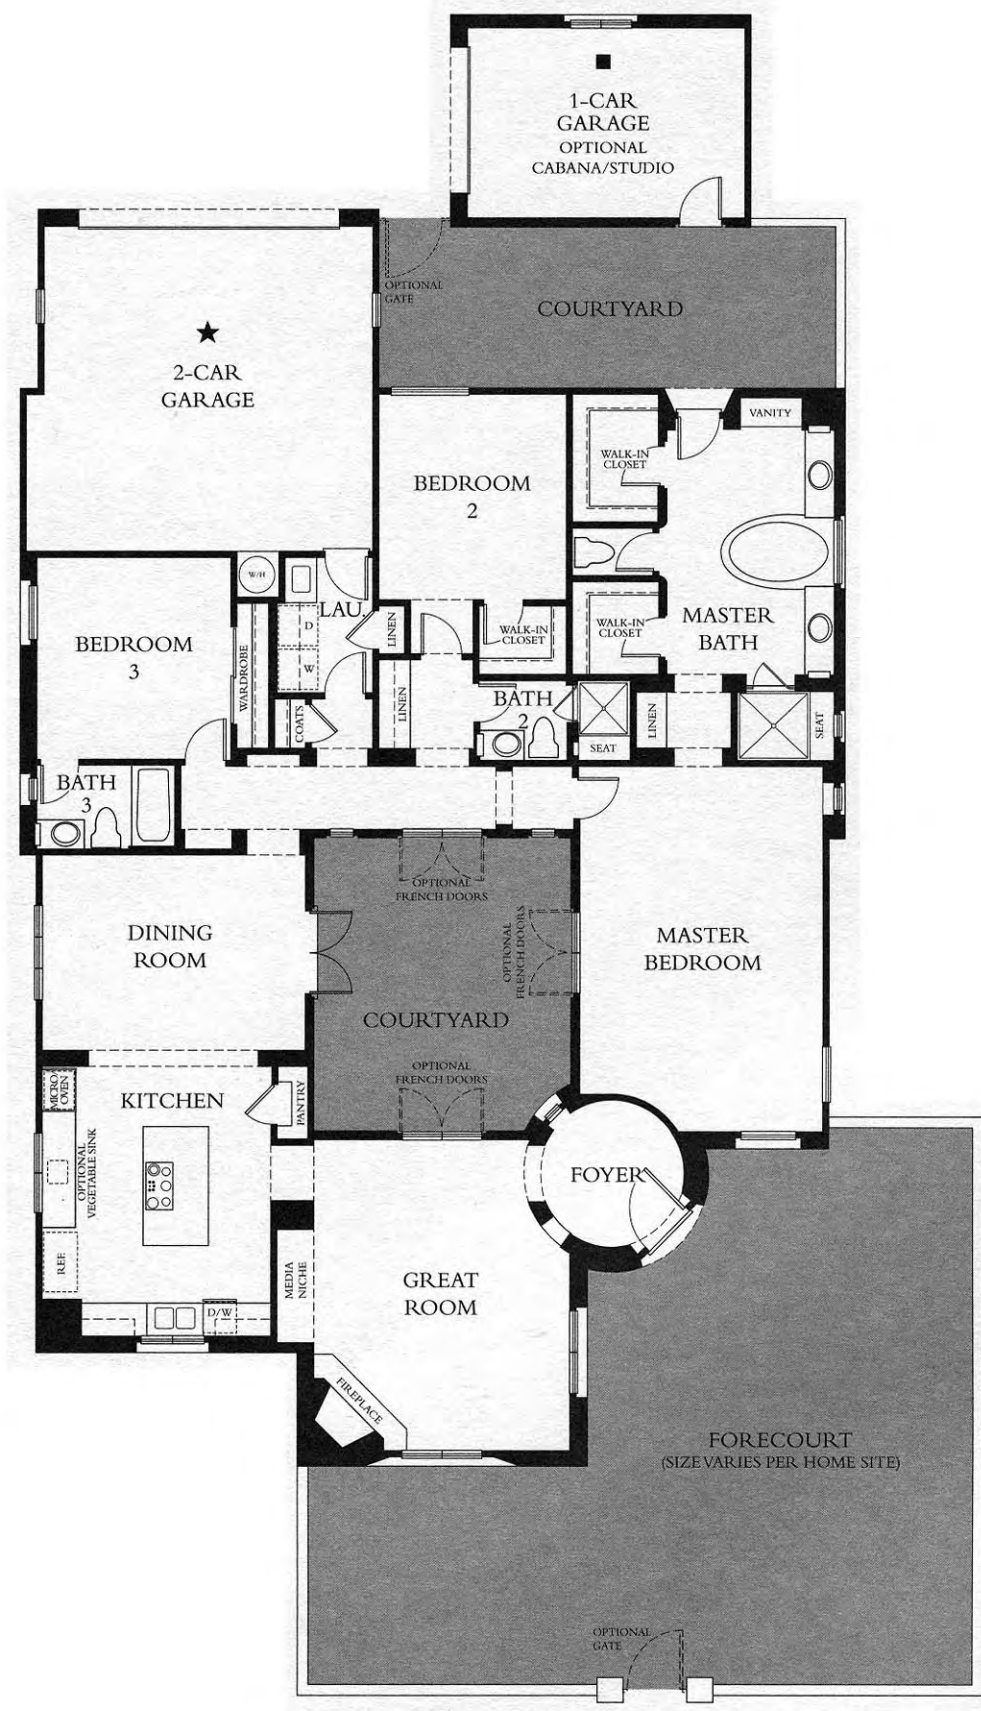 1-CAR
GARAGE
OPTIONAL
CABANA/STUDIO
OPTIONAL
GATE
COURTYARD
2-CAR
GARAGE
VANITY
WALK-IN
CLOSET
BEDROOM
2
W/H
LAU.
D
W
LINEN
WALK-IN
CLOSET
WALK-IN
CLOSET
MASTER
BATH
BEDROOM
3
WARDROBE
COATS
LINEN
BATH
2
SEAT
LINEN
SEAT
BATH
3
OPTIONAL
FRENCH DOORS
DINING
ROOM
OPTIONAL
FRENCH DOORS
MASTER
BEDROOM
COURTYARD
OPTIONAL
FRENCH DOORS
MICRO/
OVEN
KITCHEN
PANTRY
OPTIONAL
VEGETABLE SINK
FOYER
REF.
MEDIA
NICHE
GREAT
ROOM
D/W
FIREPLACE
FORECOURT
(SIZE VARIES PER HOME SITE)
OPTIONAL
GATE